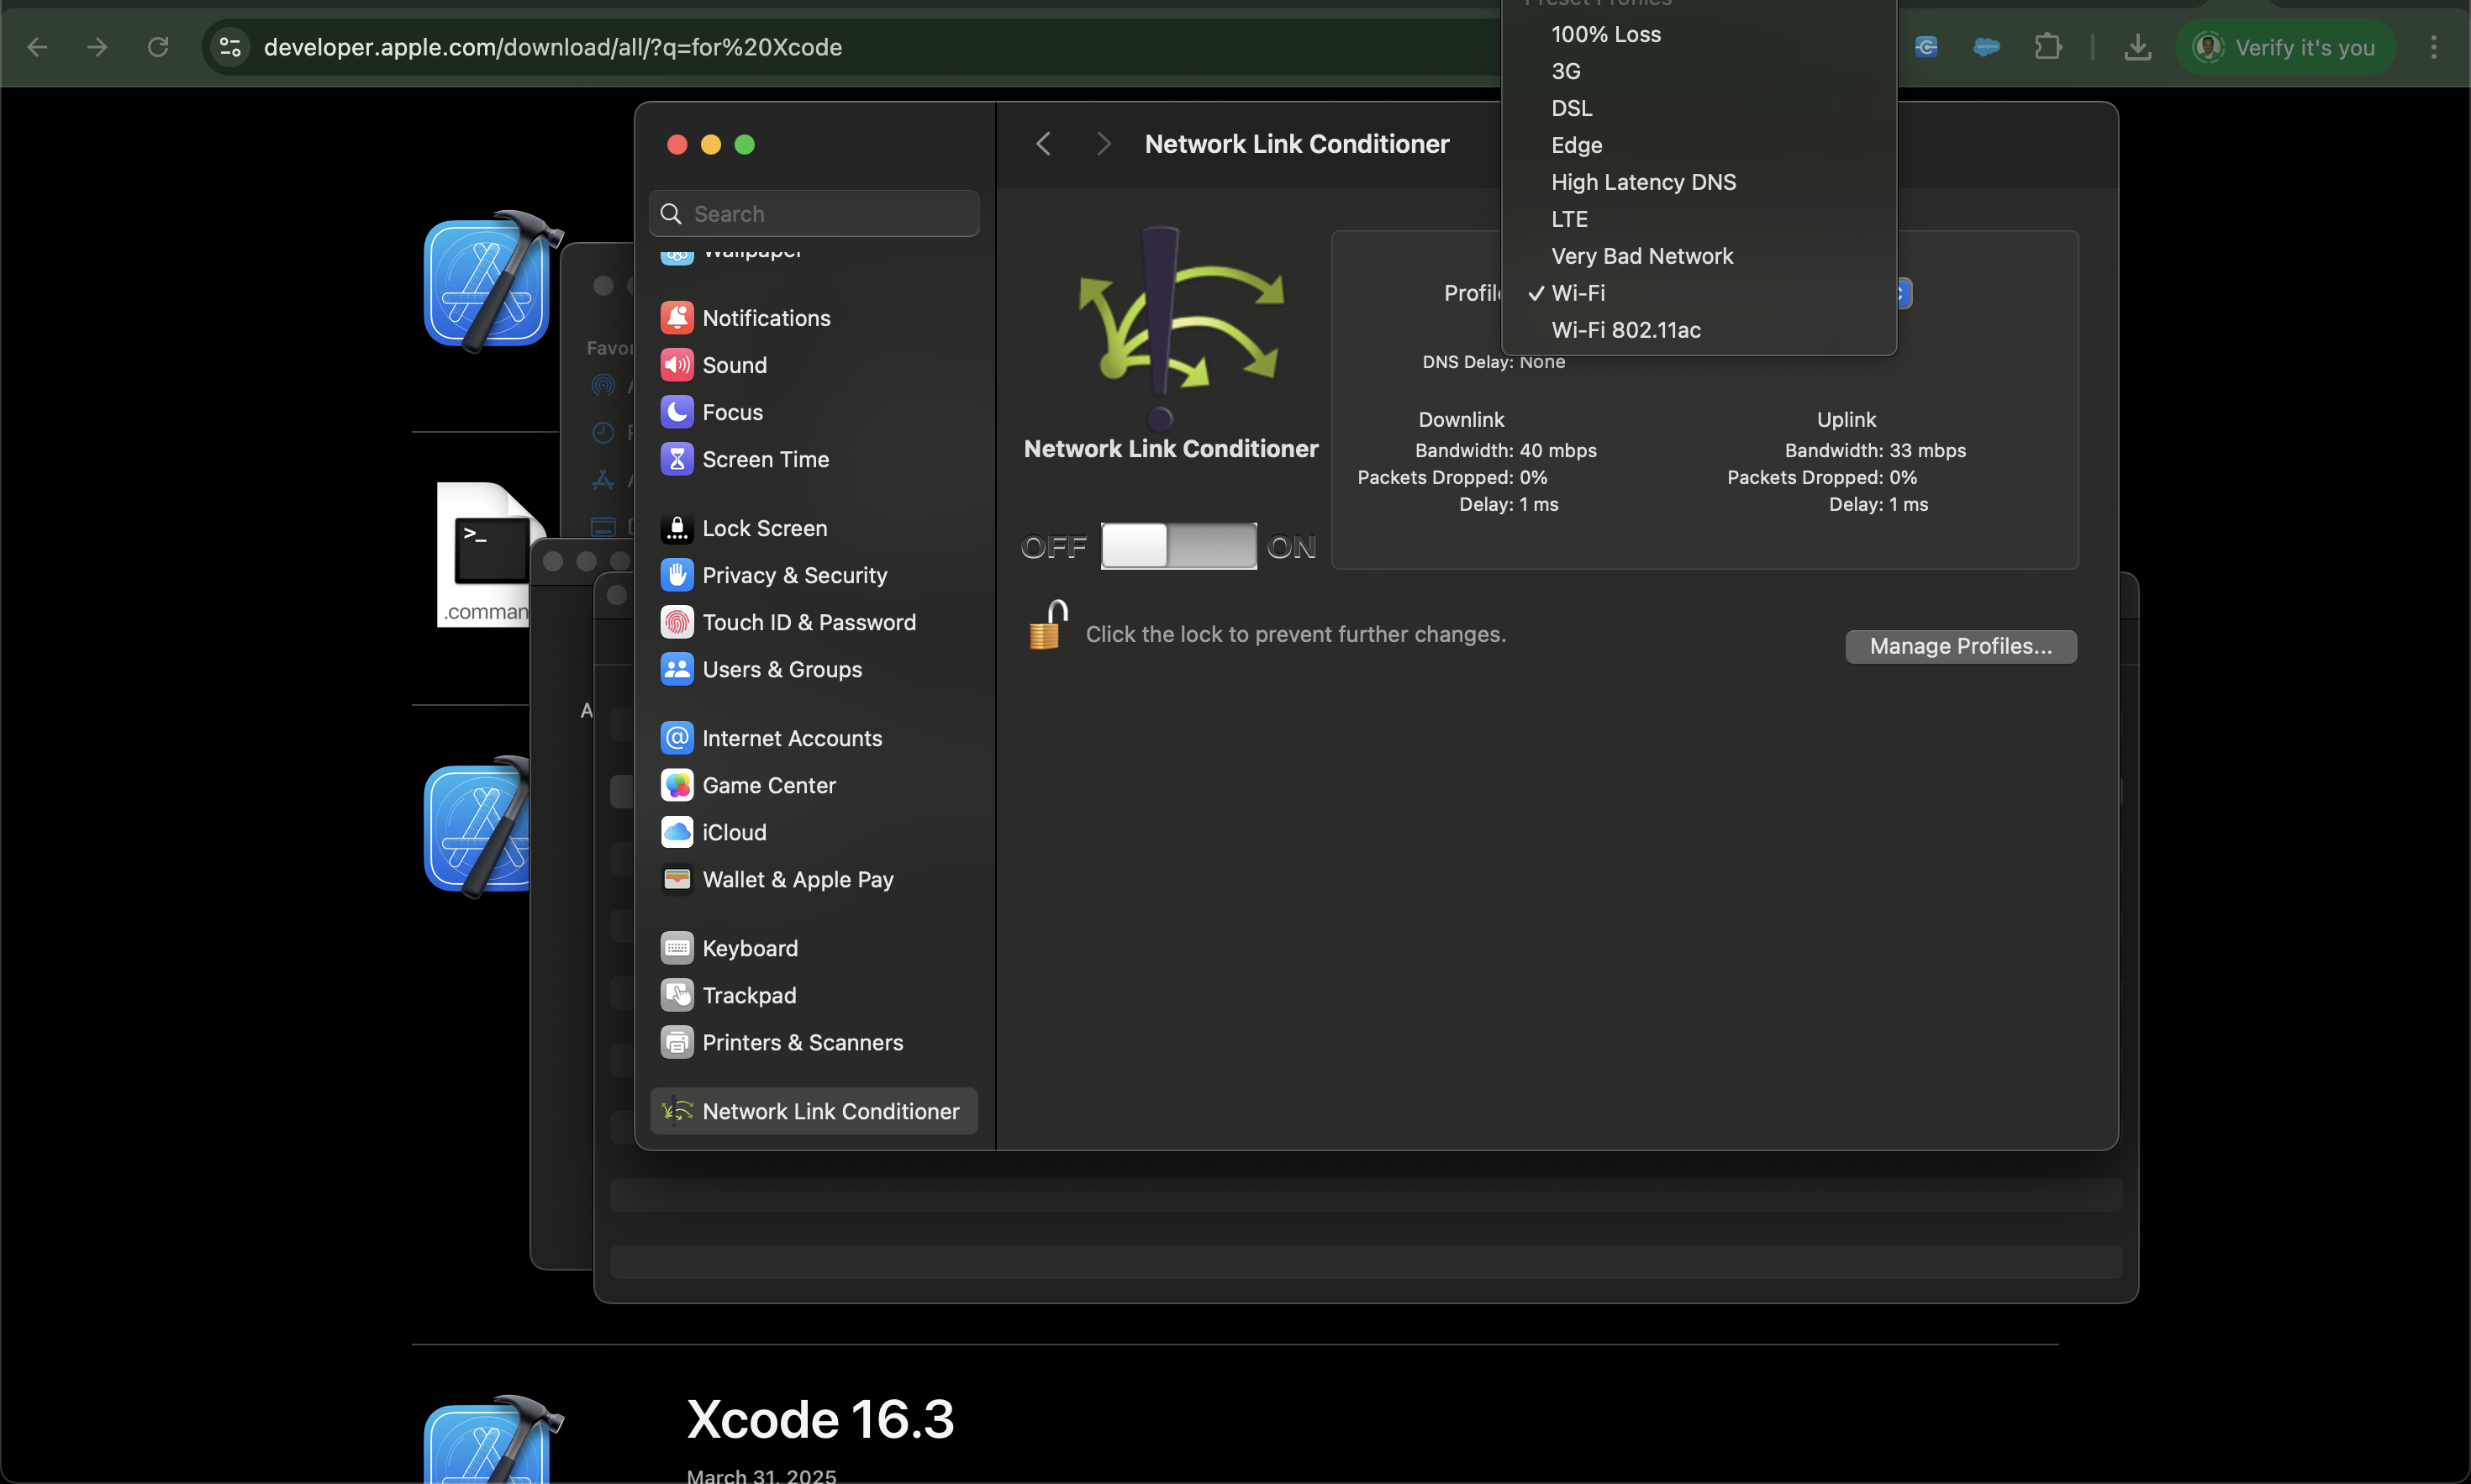 developer.apple.com/download/all/?q=for%20Xcode
Verify it's you
Preset Profiles
100% Loss
3G
DSL
Edge
High Latency DNS
LTE
Very Bad Network
✓ Wi-Fi
Wi-Fi 802.11ac
Network Link Conditioner
Search
Wallpaper
Notifications
Sound
Focus
Screen Time
Lock Screen
Privacy & Security
Touch ID & Password
Users & Groups
Internet Accounts
Game Center
iCloud
Wallet & Apple Pay
Keyboard
Trackpad
Printers & Scanners
Network Link Conditioner
Network Link Conditioner
OFF
ON
Click the lock to prevent further changes.
DNS Delay: None
Downlink
Bandwidth: 40 mbps
Packets Dropped: 0%
Delay: 1 ms
Uplink
Bandwidth: 33 mbps
Packets Dropped: 0%
Delay: 1 ms
Manage Profiles...
>_
Xcode 16.3
March 31, 2025